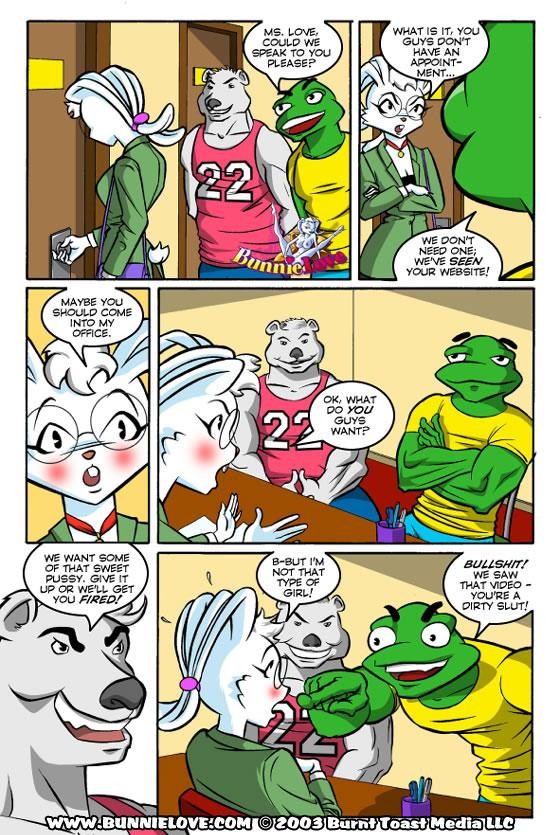 MS. LOVE,
COULD WE
SPEAK TO YOU
PLEASE?
22
Bunnie Love
WHAT IS IT, YOU
GUYS DON'T
HAVE AN
APPOINT-
MENT...
WE DON'T
NEED ONE;
WE'VE SEEN
YOUR WEBSITE!
MAYBE YOU
SHOULD COME
INTO MY
OFFICE.
OK, WHAT
DO YOU
GUYS
WANT?
22
WE WANT SOME
OF THAT SWEET
PUSSY. GIVE IT
UP OR WE'LL GET
YOU FIRED!
B-BUT I'M
NOT THAT
TYPE OF
GIRL!
BULLSHIT!
WE SAW
THAT VIDEO -
YOU'RE A
DIRTY SLUT!
22
WWW.BUNNIELOVE.COM © 2003 Burnt Toast Media LLC